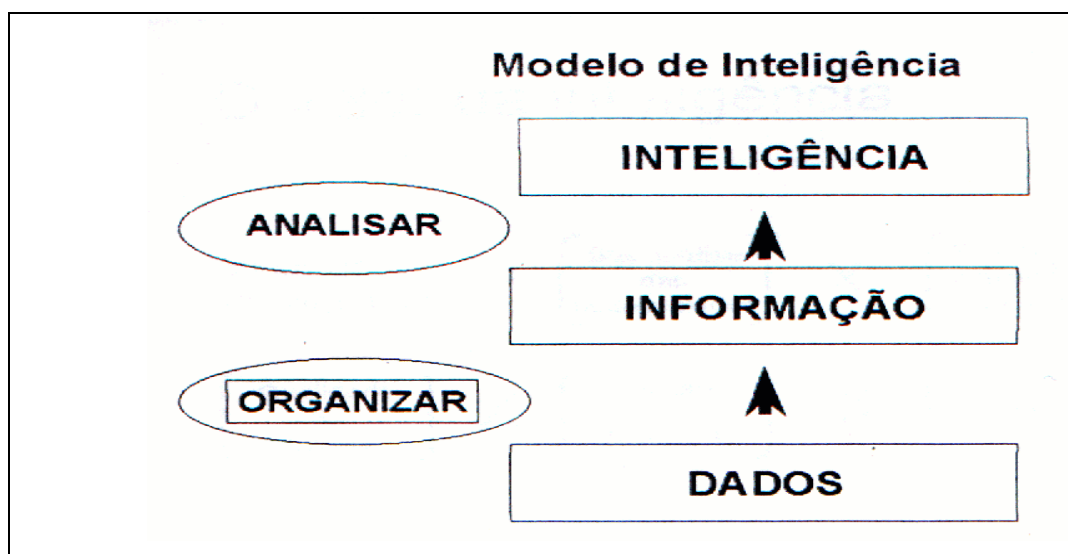 Modelo de Inteligência
INTELIGÊNCIA
ANALISAR
INFORMAÇÃO
ORGANIZAR
DADOS